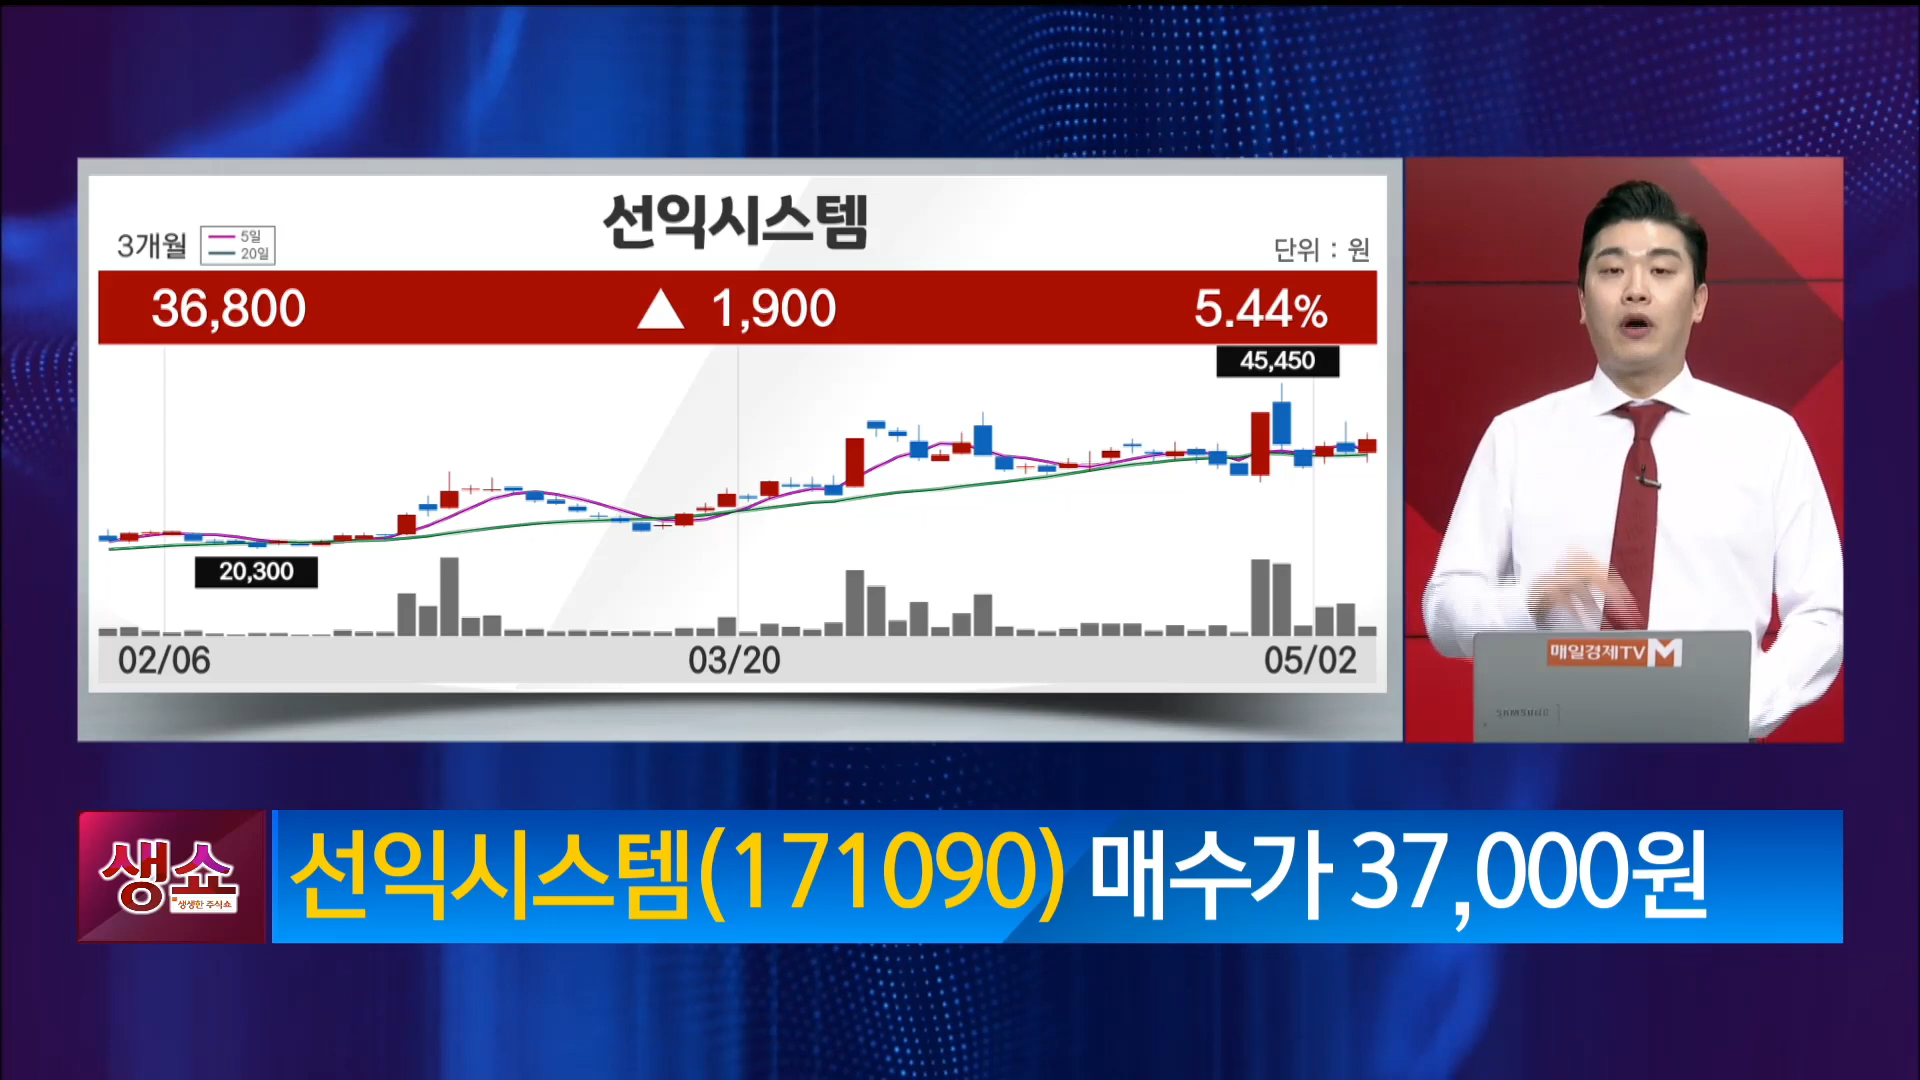 선익시스템
3개월
5일
20일
단위 : 원
36,800 ▲ 1,900 5.44%
45,450
20,300
02/06 03/20 05/02
매일경제TV M
SAMSUNG
생쇼
생생한 주식쇼
선익시스템(171090) 매수가 37,000원